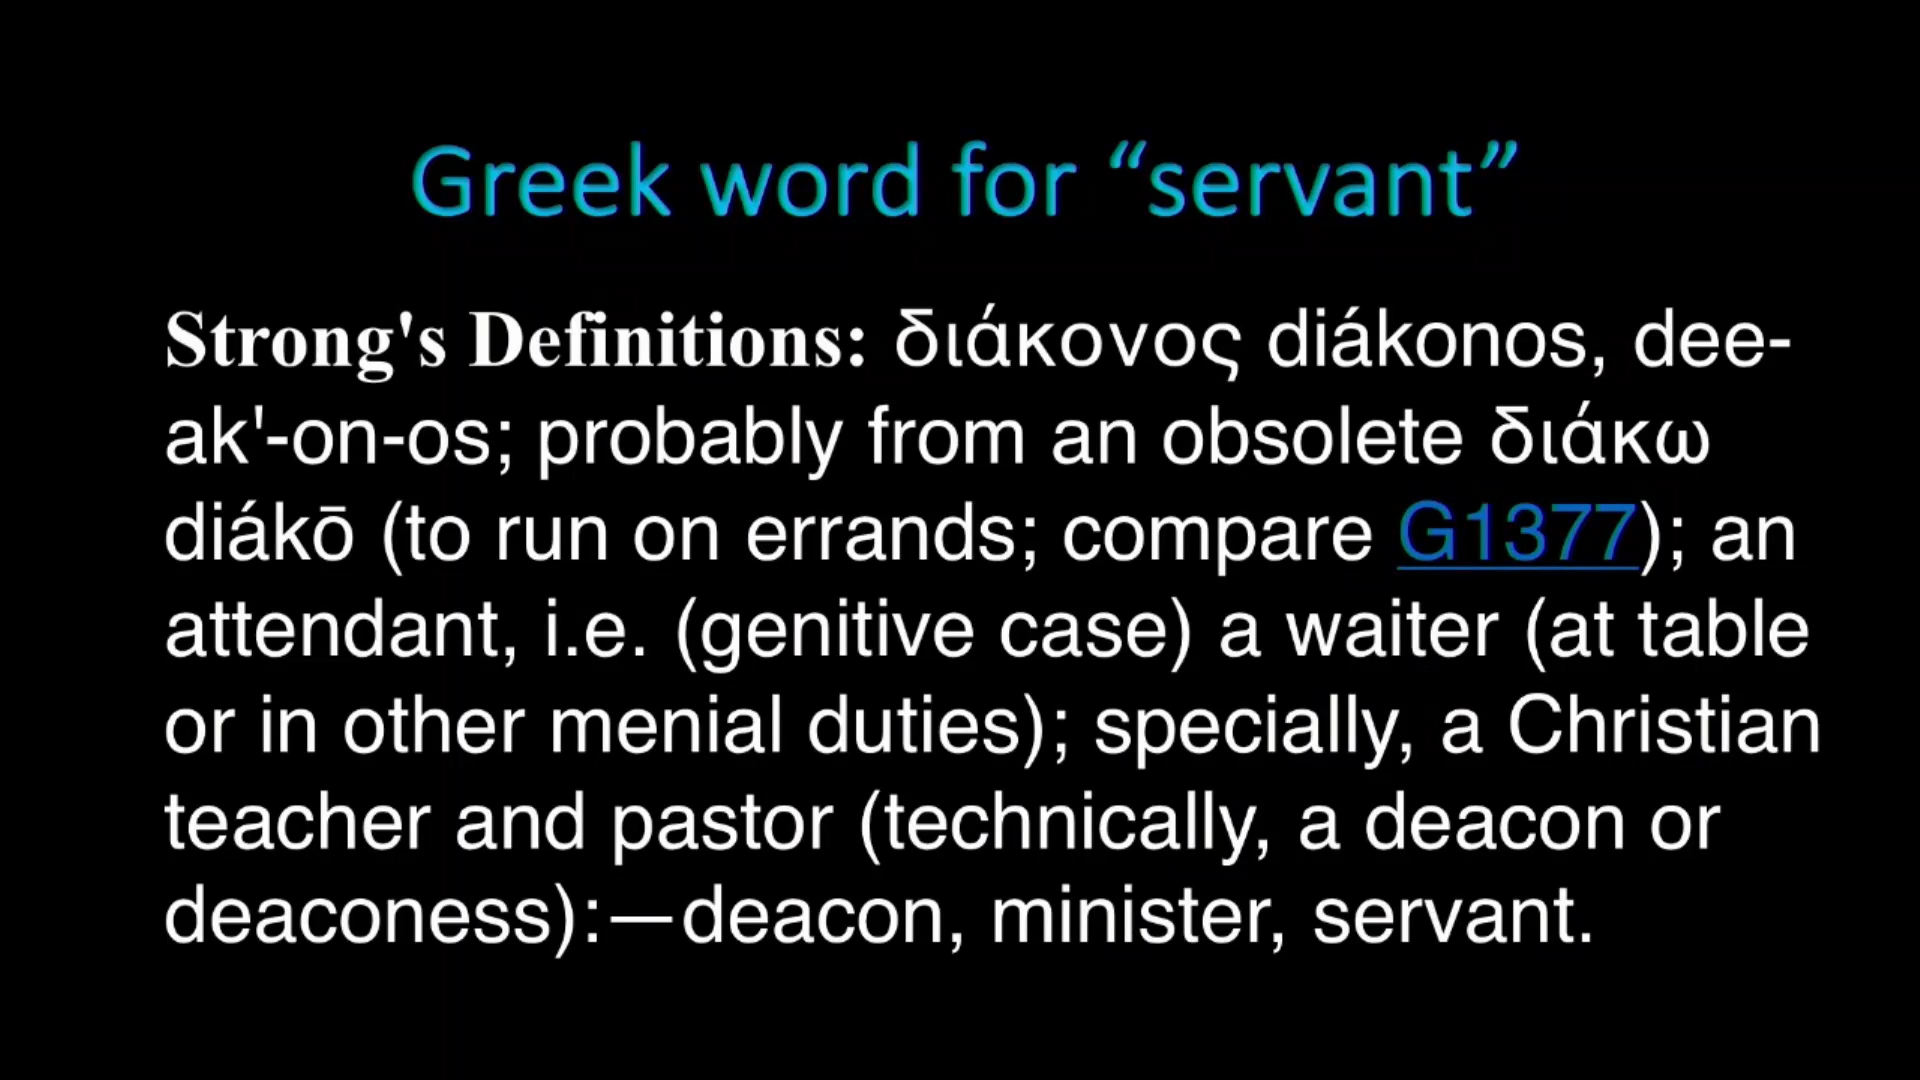 Greek word for “servant”
Strong's Definitions: διάκονος diákonos, dee-
ak'-on-os; probably from an obsolete διάκω
diákō (to run on errands; compare G1377); an
attendant, i.e. (genitive case) a waiter (at table
or in other menial duties); specially, a Christian
teacher and pastor (technically, a deacon or
deaconess):—deacon, minister, servant.